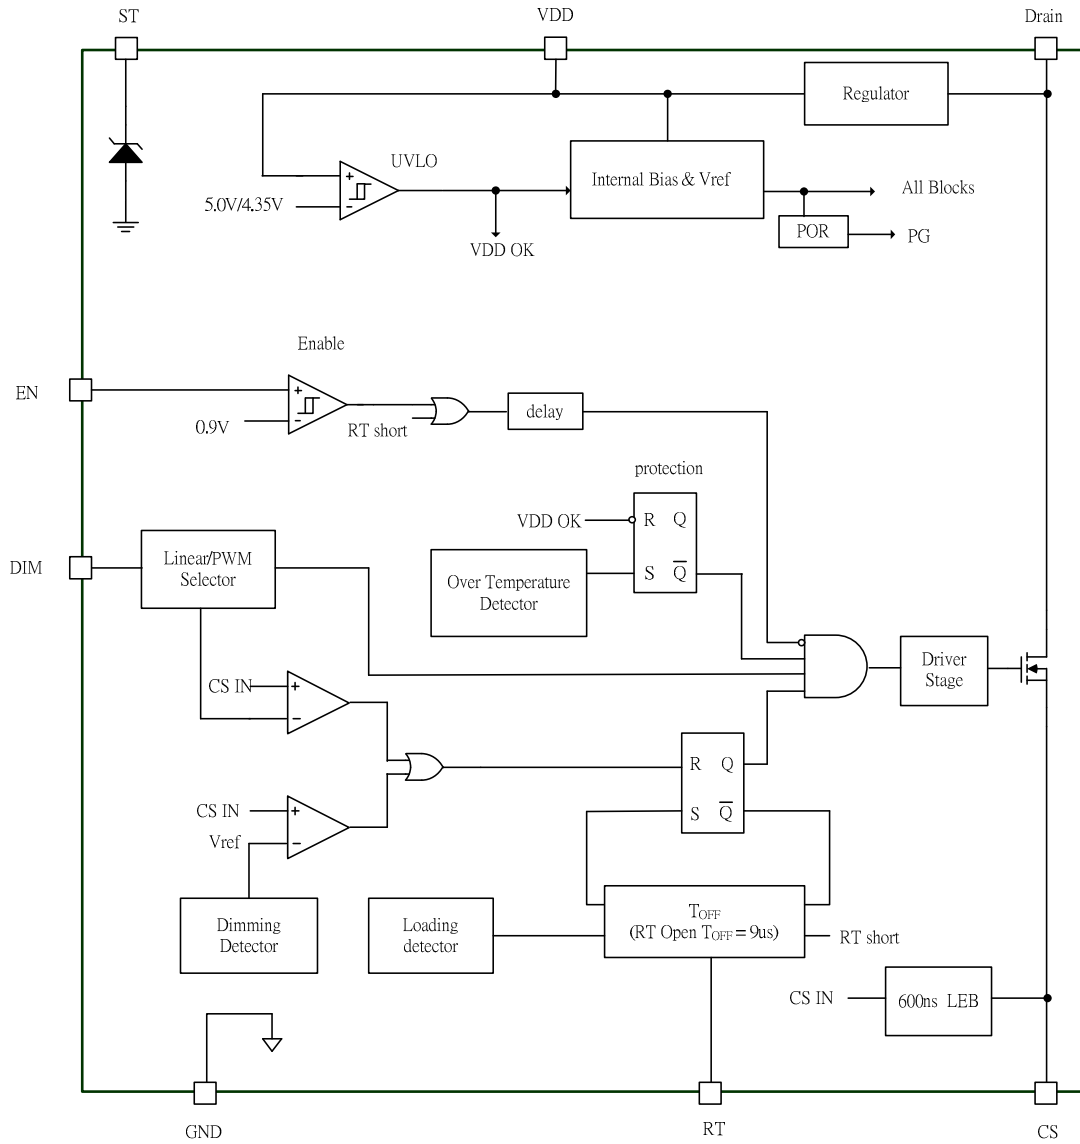 ST
VDD
Drain
Regulator
UVLO
+
−
5.0V/4.35V
Internal Bias & Vref
All Blocks
VDD OK
POR
PG
Enable
EN
+
-
0.9V
RT short
delay
protection
VDD OK
R Q
S Q̅
DIM
Linear/PWM
Selector
Over Temperature
Detector
CS IN
+
−
Driver
Stage
R Q
S Q̅
CS IN
+
−
Vref
Dimming
Detector
Loading
detector
TOFF
(RT Open TOFF = 9us)
RT short
CS IN
600ns LEB
GND
RT
CS